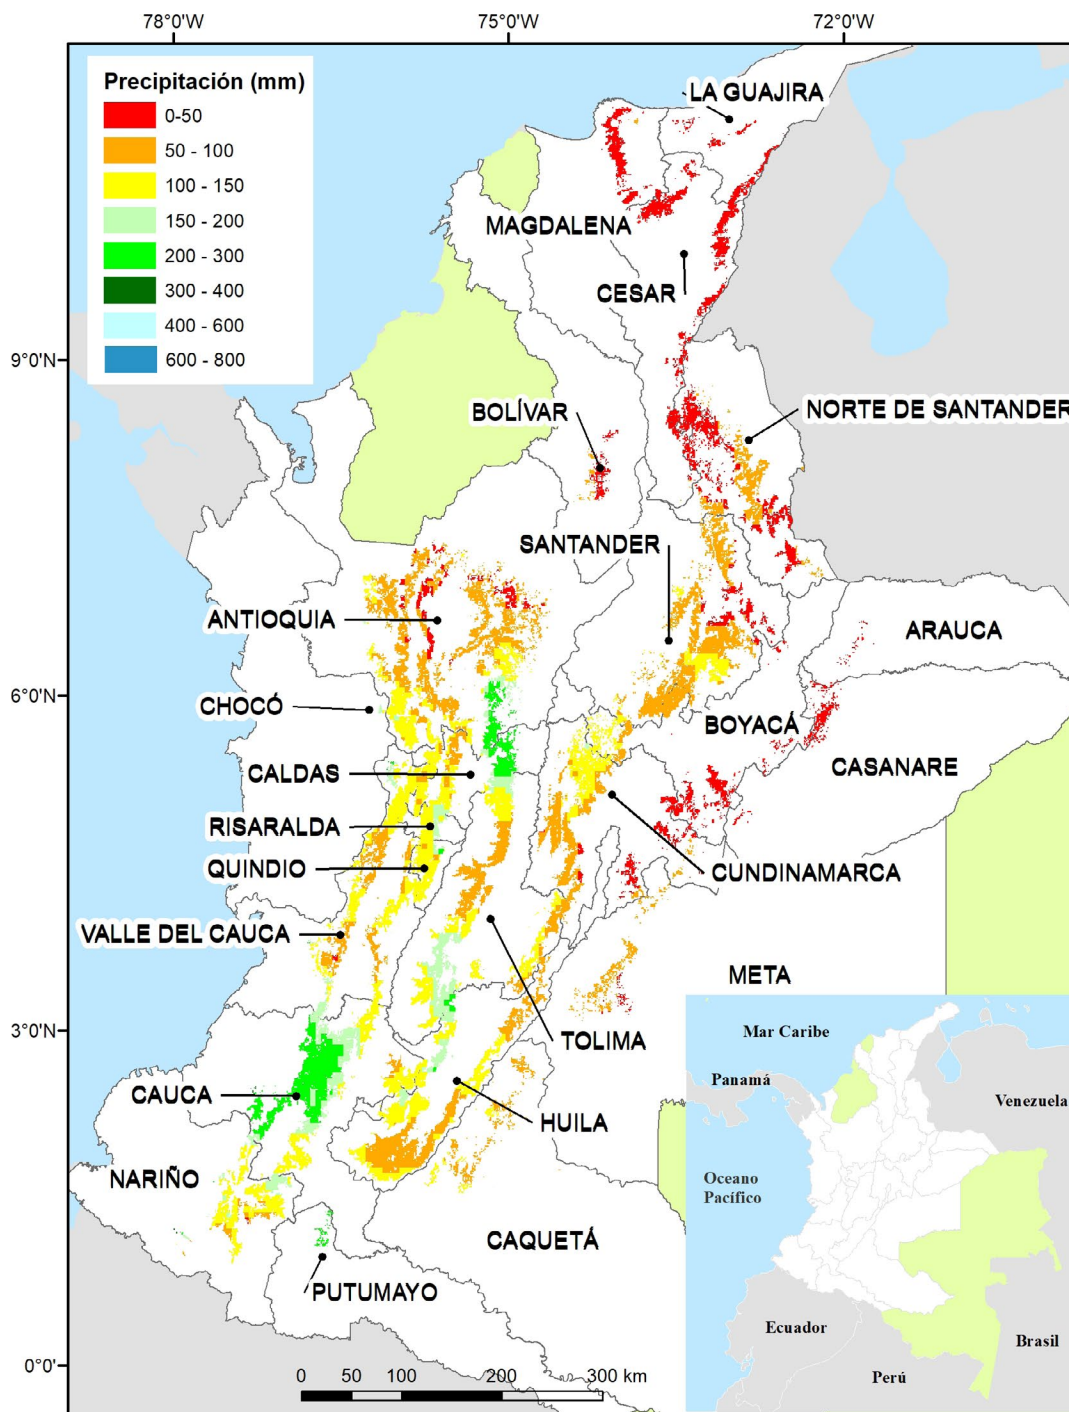 78°0'W
75°0'W
72°0'W
Precipitación (mm)
0-50
50 - 100
100 - 150
150 - 200
200 - 300
300 - 400
400 - 600
600 - 800
LA GUAJIRA
MAGDALENA
CESAR
9°0'N
BOLÍVAR
NORTE DE SANTANDER
SANTANDER
ANTIOQUIA
ARAUCA
6°0'N
CHOCÓ
BOYACÁ
CALDAS
CASANARE
RISARALDA
QUINDIO
CUNDINAMARCA
VALLE DEL CAUCA
META
3°0'N
TOLIMA
CAUCA
HUILA
NARIÑO
CAQUETÁ
PUTUMAYO
0°0'
0 50 100 200 300 km
Mar Caribe
Panamá
Venezuela
Oceano
Pacífico
Ecuador
Brasil
Perú